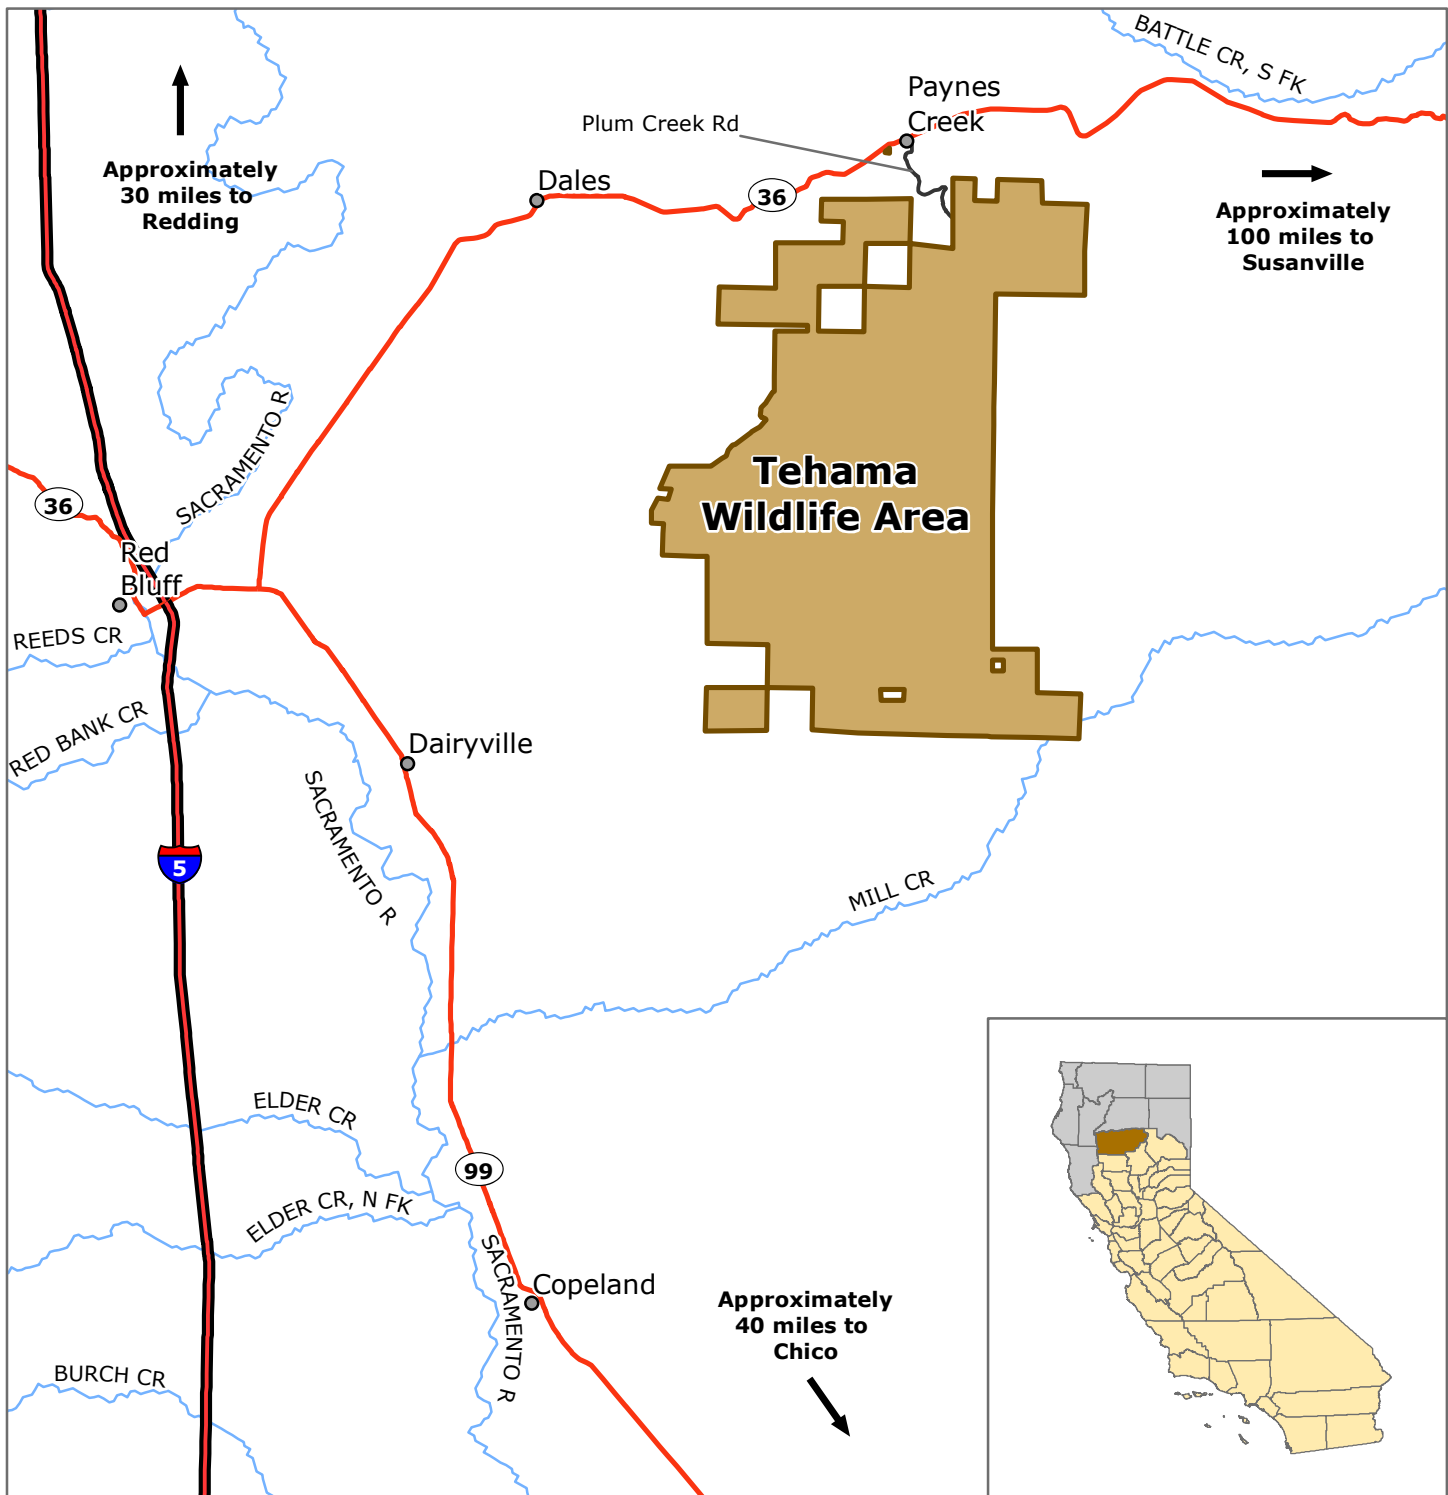 BATTLE CR, S FK
Paynes
Creek
Plum Creek Rd
Approximately
30 miles to
Redding
Dales
36
Approximately
100 miles to
Susanville
SACRAMENTO R
Tehama
Wildlife Area
36
Red
Bluff
REEDS CR
RED BANK CR
Dairyville
SACRAMENTO R
5
MILL CR
ELDER CR
99
ELDER CR, N FK
SACRAMENTO R
Copeland
Approximately
40 miles to
Chico
BURCH CR